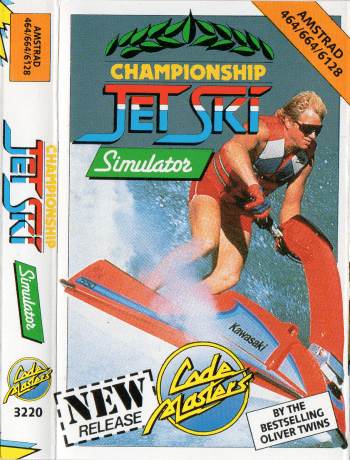 AMSTRAD
464/664/6128
CHAMPIONSHIP
JET SKI
Simulator
Code
Masters
3220
CHAMPIONSHIP
JET SKI
Simulator
AMSTRAD
464/664/6128
Kawasaki
NEW
RELEASE
Code
Masters
BY THE
BESTSELLING
OLIVER TWINS